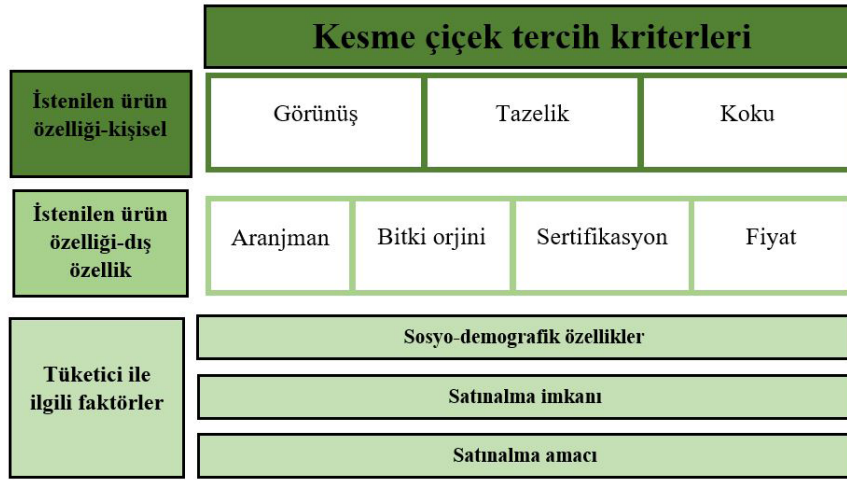 Kesme çiçek tercih kriterleri
İstenilen ürün
özelliği-kişisel
Görünüş
Tazelik
Koku
İstenilen ürün
özelliği-dış
özellik
Aranjman
Bitki orjini
Sertifikasyon
Fiyat
Tüketici ile
ilgili faktörler
Sosyo-demografik özellikler
Satınalma imkanı
Satınalma amacı